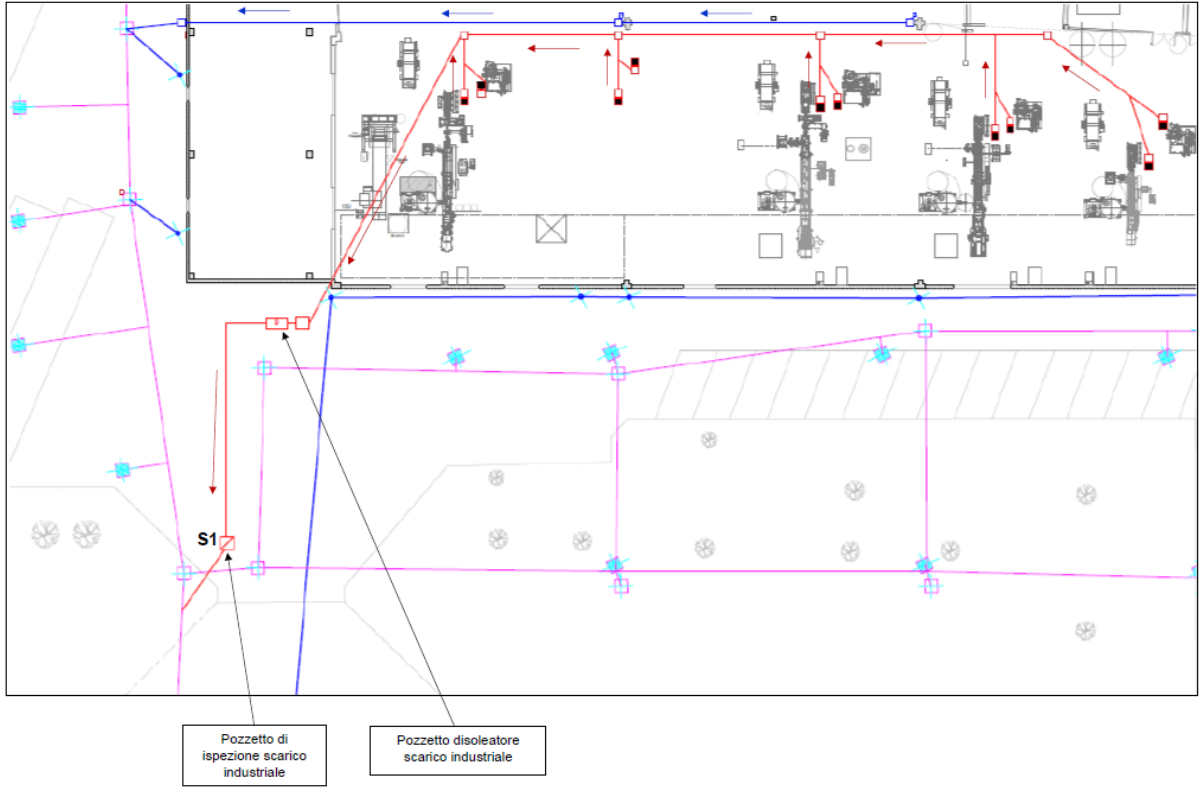 S1
Pozzetto di
ispezione scarico
industriale
Pozzetto disoleatore
scarico industriale